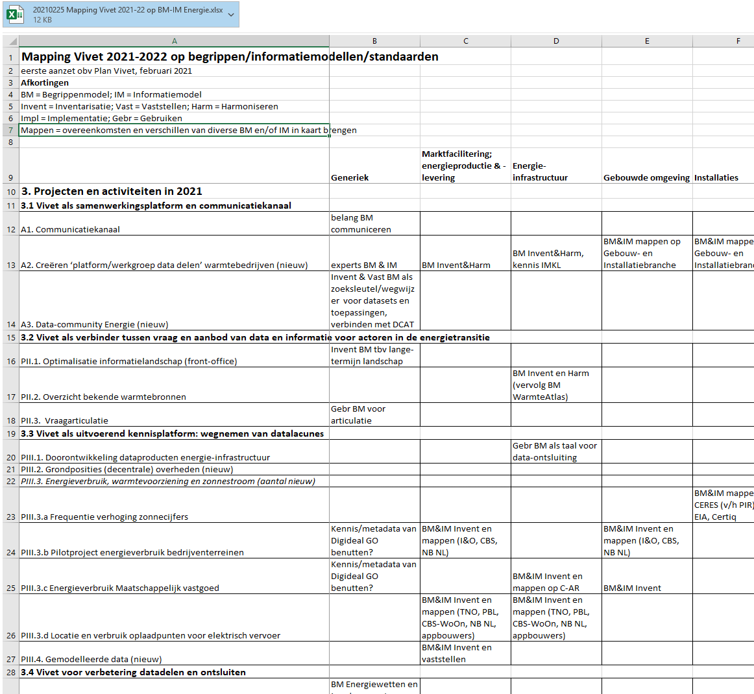 20210225 Mapping Vivet 2021-22 op BM-IM Energie.xlsx
12 KB
A B C D E F
1 Mapping Vivet 2021-2022 op begrippen/informatiemodellen/standaarden
2 eerste aanzet obv Plan Vivet, februari 2021
3 Afkortingen
4 BM = Begrippenmodel; IM = Informatiemodel
5 Invent = Inventarisatie; Vast = Vaststellen; Harm = Harmoniseren
6 Impl = Implementatie; Gebr = Gebruiken
7 Mappen = overeenkomsten en verschillen van diverse BM en/of IM in kaart brengen
8
Marktfacilitering;
energieproductie & -
levering
Energie-
infrastructuur
9 Generiek
Gebouwde omgeving
Installaties
10 3. Projecten en activiteiten in 2021
11 3.1 Vivet als samenwerkingsplatform en communicatiekanaal
12 A1. Communicatiekanaal
belang BM
communiceren
13 A2. Creëren 'platform/werkgroep data delen' warmtebedrijven (nieuw)
experts BM & IM
BM Invent&Harm
BM Invent&Harm,
kennis IMKL
BM&IM mappen op
Gebouw- en
Installatiebranche
BM&IM mappe
Gebouw- en
Installatiebran
14 A3. Data-community Energie (nieuw)
Invent & Vast BM als
zoeksleutel/wegwijz
er voor datasets en
toepassingen,
verbinden met DCAT
15 3.2 Vivet als verbinder tussen vraag en aanbod van data en informatie voor actoren in de energietransitie
16 PII.1. Optimalisatie informatielandschap (front-office)
Invent BM tbv lange-
termijn landschap
17 PII.2. Overzicht bekende warmtebronnen
BM Invent en Harm
(vervolg BM
WarmteAtlas)
18 PII.3. Vraagarticulatie
Gebr BM voor
articulatie
19 3.3 Vivet als uitvoerend kennisplatform: wegnemen van datalacunes
20 PIII.1. Doorontwikkeling dataproducten energie-infrastructuur
Gebr BM als taal voor
data-ontsluiting
21 PIII.2. Grondposities (decentrale) overheden (nieuw)
22 PIII.3. Energieverbruik, warmtevoorziening en zonnestroom (aantal nieuw)
23 PIII.3.a Frequentie verhoging zonnecijfers
BM&IM mappe
CERES (v/h PIR)
EIA, Certiq
24 PIII.3.b Pilotproject energieverbruik bedrijventerreinen
Kennis/metadata van
Digideal GO
benutten?
BM&IM Invent en
mappen (I&O, CBS,
NB NL)
BM&IM Invent en
mappen (I&O, CBS,
NB NL)
25 PIII.3.c Energieverbruik Maatschappelijk vastgoed
Kennis/metadata van
Digideal GO
benutten?
BM&IM Invent en
mappen op C-AR
BM&IM Invent
26 PIII.3.d Locatie en verbruik oplaadpunten voor elektrisch vervoer
BM&IM Invent en
mappen (TNO, PBL,
CBS-WoOn, NB NL,
appbouwers)
BM&IM Invent en
mappen (TNO, PBL,
CBS-WoOn, NB NL,
appbouwers)
27 PIII.4. Gemodelleerde data (nieuw)
BM&IM Invent en
vaststellen
28 3.4 Vivet voor verbetering datadelen en ontsluiten
BM Energiewetten en